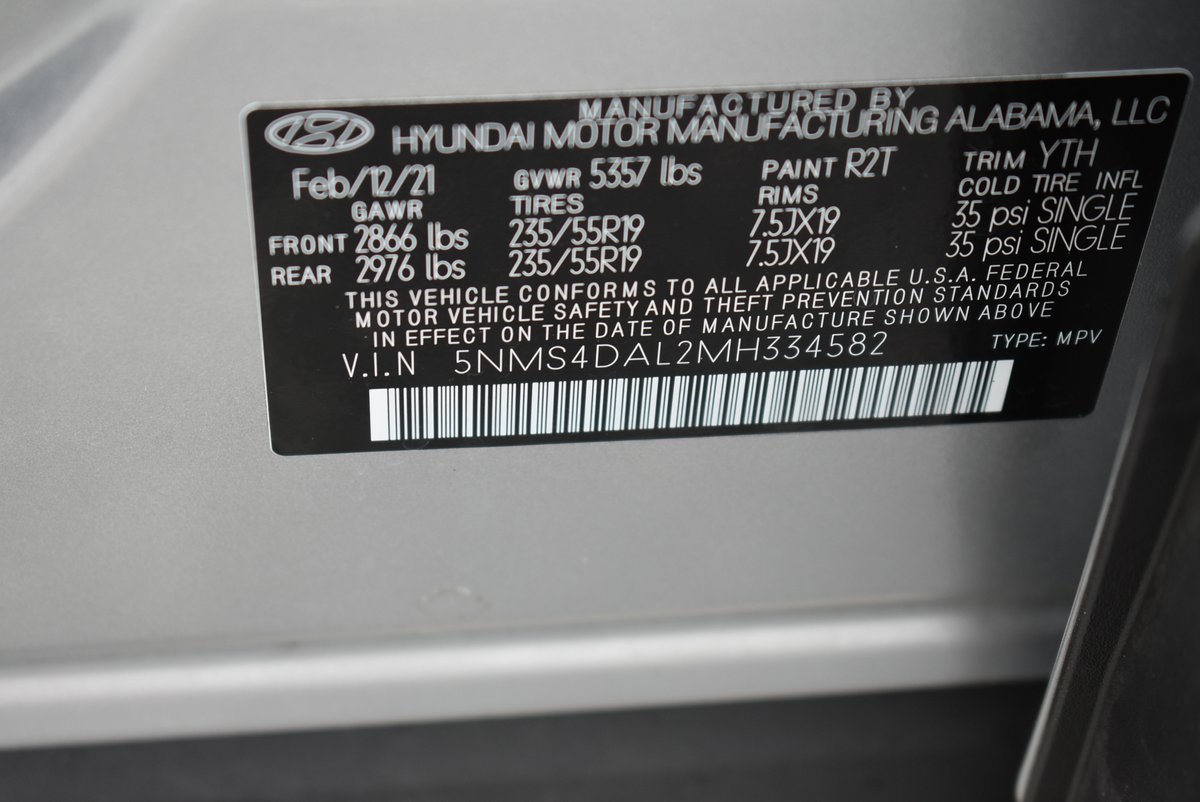 MANUFACTURED BY
HYUNDAI MOTOR MANUFACTURING ALABAMA, LLC
Feb/12/21 GVWR 5357 lbs PAINT R2T TRIM YTH
GAWR TIRES RIMS COLD TIRE INFL
FRONT 2866 lbs 235/55R19 7.5JX19 35 psi SINGLE
REAR 2976 lbs 235/55R19 7.5JX19 35 psi SINGLE
THIS VEHICLE CONFORMS TO ALL APPLICABLE U.S.A. FEDERAL
MOTOR VEHICLE SAFETY AND THEFT PREVENTION STANDARDS
IN EFFECT ON THE DATE OF MANUFACTURE SHOWN ABOVE
V.I.N 5NMS4DAL2MH334582 TYPE: MPV